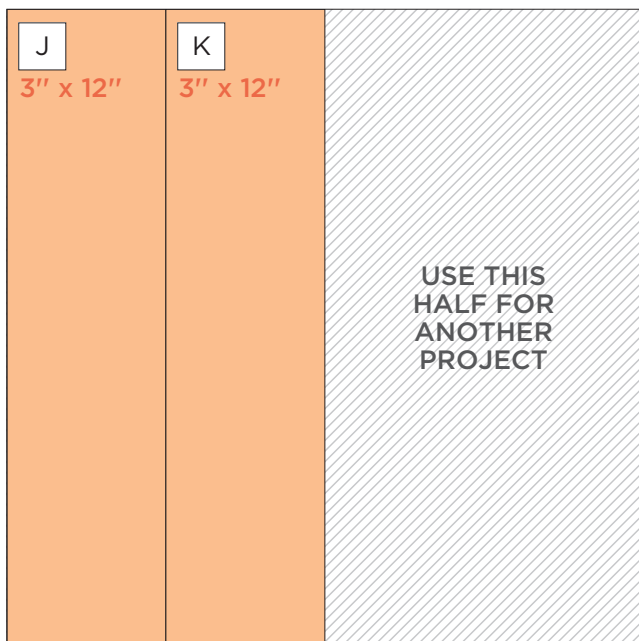 J
3" x 12"
K
3" x 12"
USE THIS
HALF FOR
ANOTHER
PROJECT